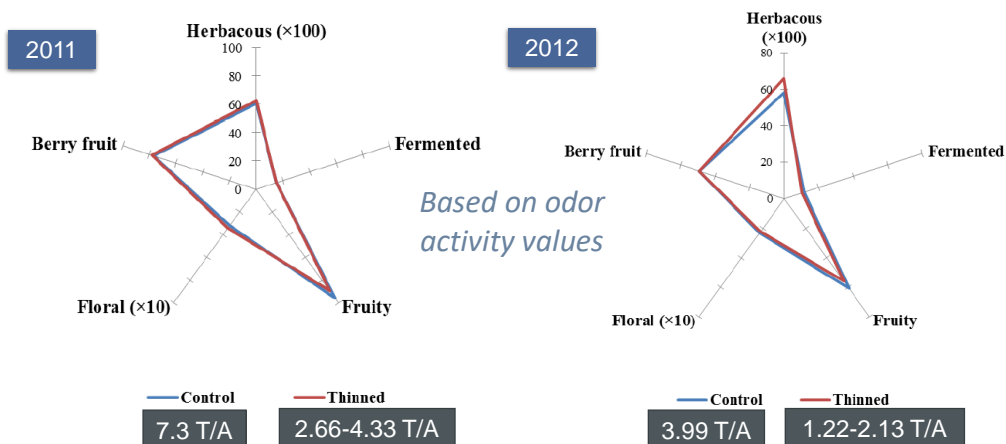 2011
Herbacous (×100)
100
80
60
40
20
0
Berry fruit
Fermented
Floral (×10)
Fruity
Control
Thinned
7.3 T/A
2.66-4.33 T/A
Based on odor
activity values
2012
Herbacous
(×100)
80
60
40
20
0
Berry fruit
Fermented
Floral (×10)
Fruity
Control
Thinned
3.99 T/A
1.22-2.13 T/A